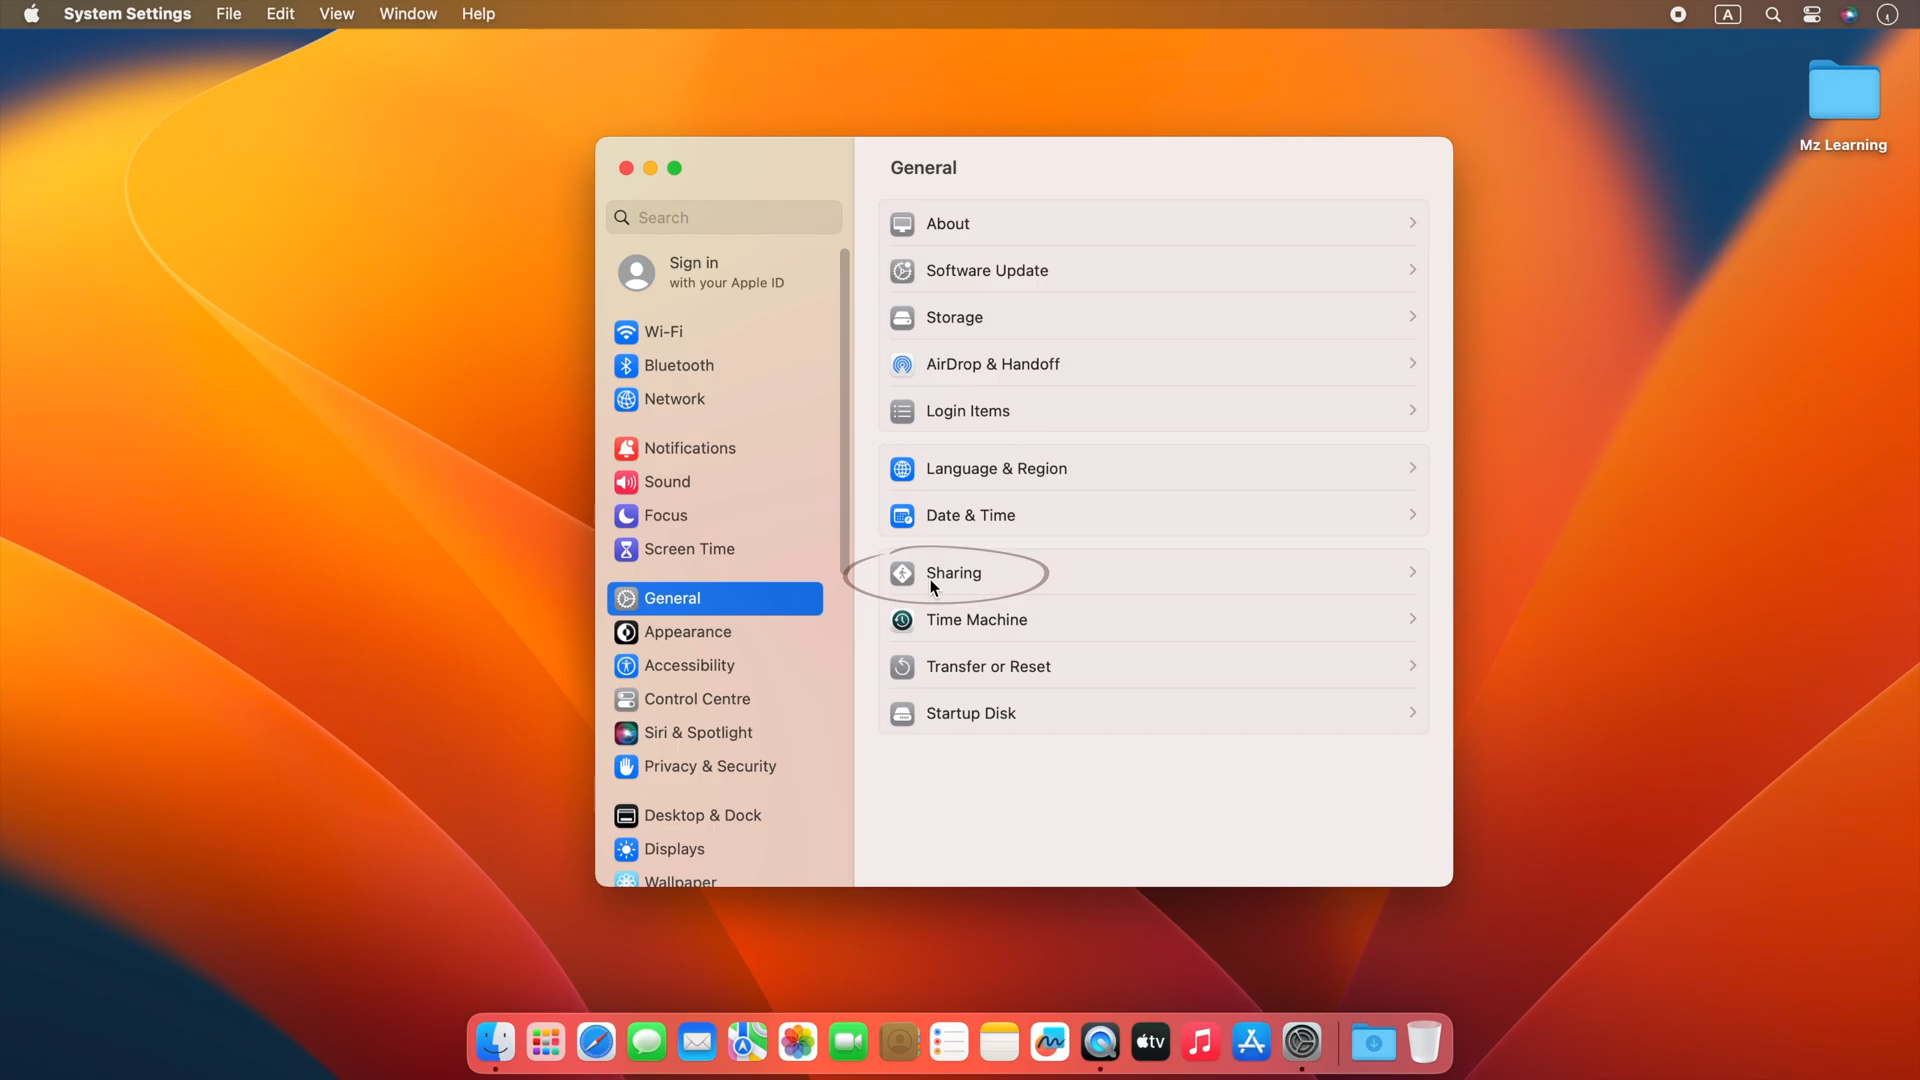 System Settings File Edit View Window Help A
Mz Learning
General
Search
Sign in
with your Apple ID
Wi-Fi
Bluetooth
Network
Notifications
Sound
Focus
Screen Time
General
Appearance
Accessibility
Control Centre
Siri & Spotlight
Privacy & Security
Desktop & Dock
Displays
Wallpaper
About
Software Update
Storage
AirDrop & Handoff
Login Items
Language & Region
Date & Time
Sharing
Time Machine
Transfer or Reset
Startup Disk
tv